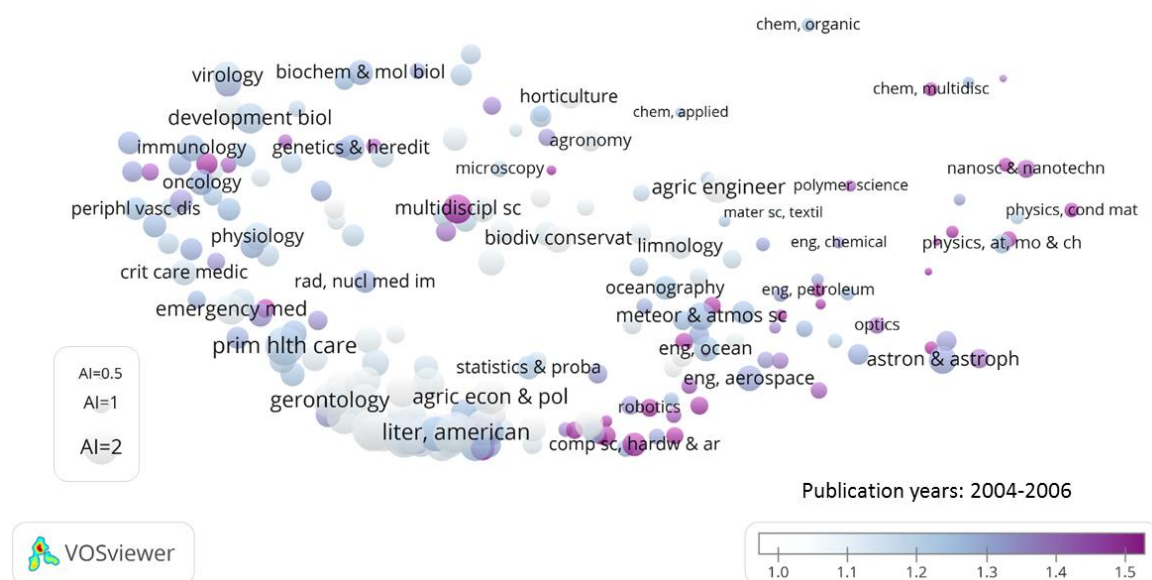 chem, organic
virology
biochem & mol biol
chem, multidisc
horticulture
development biol
chem, applied
immunology
genetics & heredit
agronomy
microscopy
nanosc & nanotechn
oncology
agric engineer
polymer science
periphl vasc dis
multidiscipl sc
mater sc, textil
physics, cond mat
physiology
biodiv conservat
limnology
eng, chemical
physics, at, mo & ch
crit care medic
rad, nucl med im
oceanography
eng, petroleum
emergency med
meteor & atmos sc
optics
prim hlth care
eng, ocean
astron & astroph
statistics & proba
eng, aerospace
AI=0.5
gerontology
agric econ & pol
AI=1
robotics
liter, american
comp sc, hardw & ar
AI=2
Publication years: 2004-2006
VOSviewer
1.0 1.1 1.2 1.3 1.4 1.5